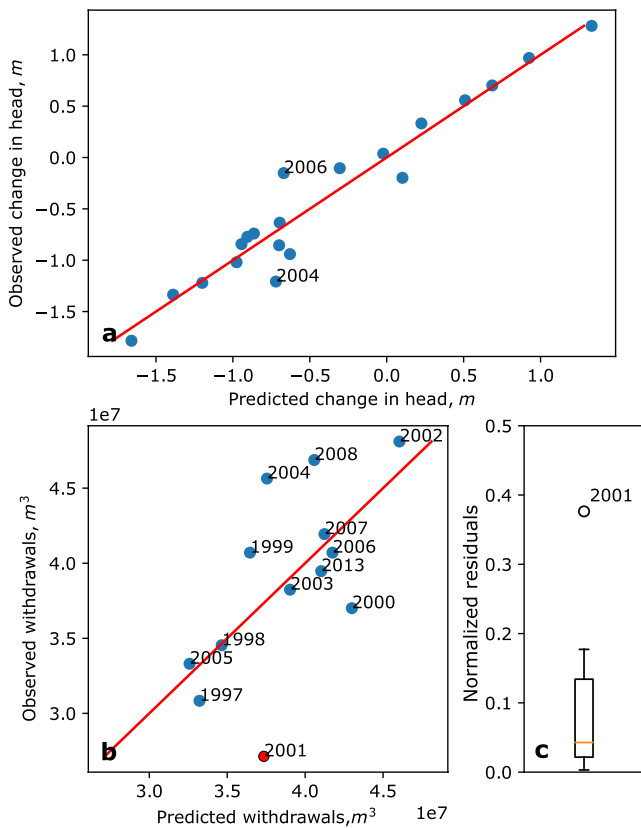 1.0
0.5
0.0
−0.5
−1.0
−1.5
Observed change in head, m
2006
2004
a
−1.5 −1.0 −0.5 0.0 0.5 1.0
Predicted change in head, m
1e7
4.5
4.0
3.5
3.0
Observed withdrawals, m³
2002
2008
2004
2007
1999
2006
2013
2003
2000
1998
2005
1997
2001
b
3.0 3.5 4.0 4.5
Predicted withdrawals,m³
1e7
0.5
0.4
0.3
0.2
0.1
0.0
Normalized residuals
2001
c